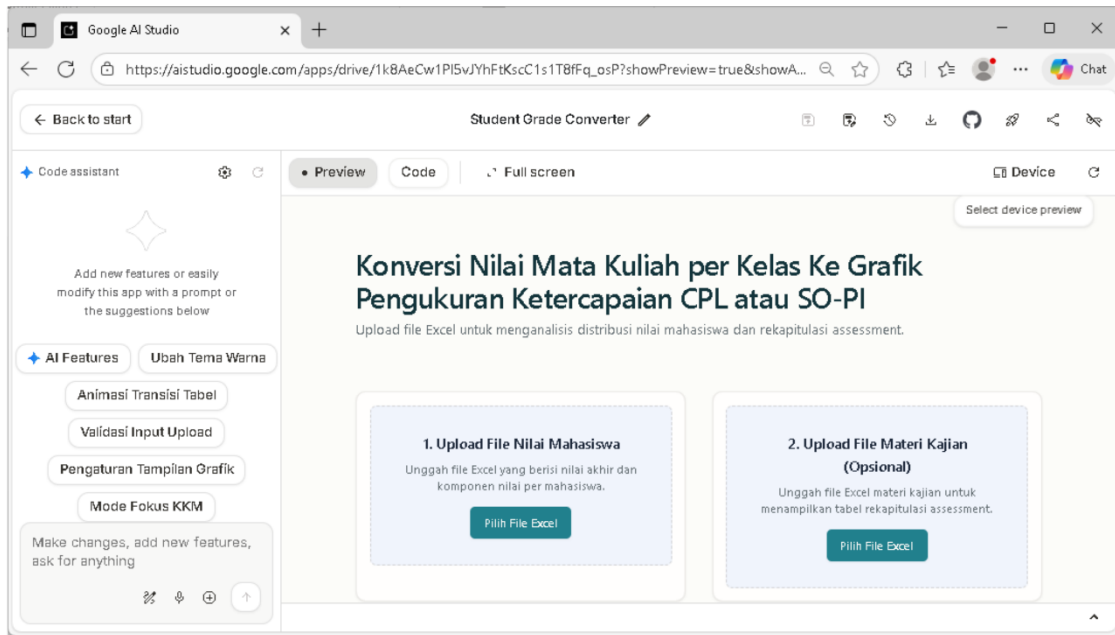 Google AI Studio
https://aistudio.google.com/apps/drive/1k8AeCw1PI5vJYhFtKscC1s1T8fFq_osP?showPreview=true&showA...
Chat
Back to start
Student Grade Converter
Code assistant
Preview
Code
Full screen
Device
Select device preview
Add new features or easily
modify this app with a prompt or
the suggestions below
AI Features
Ubah Tema Warna
Animasi Transisi Tabel
Validasi Input Upload
Pengaturan Tampilan Grafik
Mode Fokus KKM
Make changes, add new features,
ask for anything
Konversi Nilai Mata Kuliah per Kelas Ke Grafik
Pengukuran Ketercapaian CPL atau SO-PI
Upload file Excel untuk menganalisis distribusi nilai mahasiswa dan rekapitulasi assessment.
1. Upload File Nilai Mahasiswa
Unggah file Excel yang berisi nilai akhir dan
komponen nilai per mahasiswa.
Pilih File Excel
2. Upload File Materi Kajian
(Opsional)
Unggah file Excel materi kajian untuk
menampilkan tabel rekapitulasi assessment.
Pilih File Excel